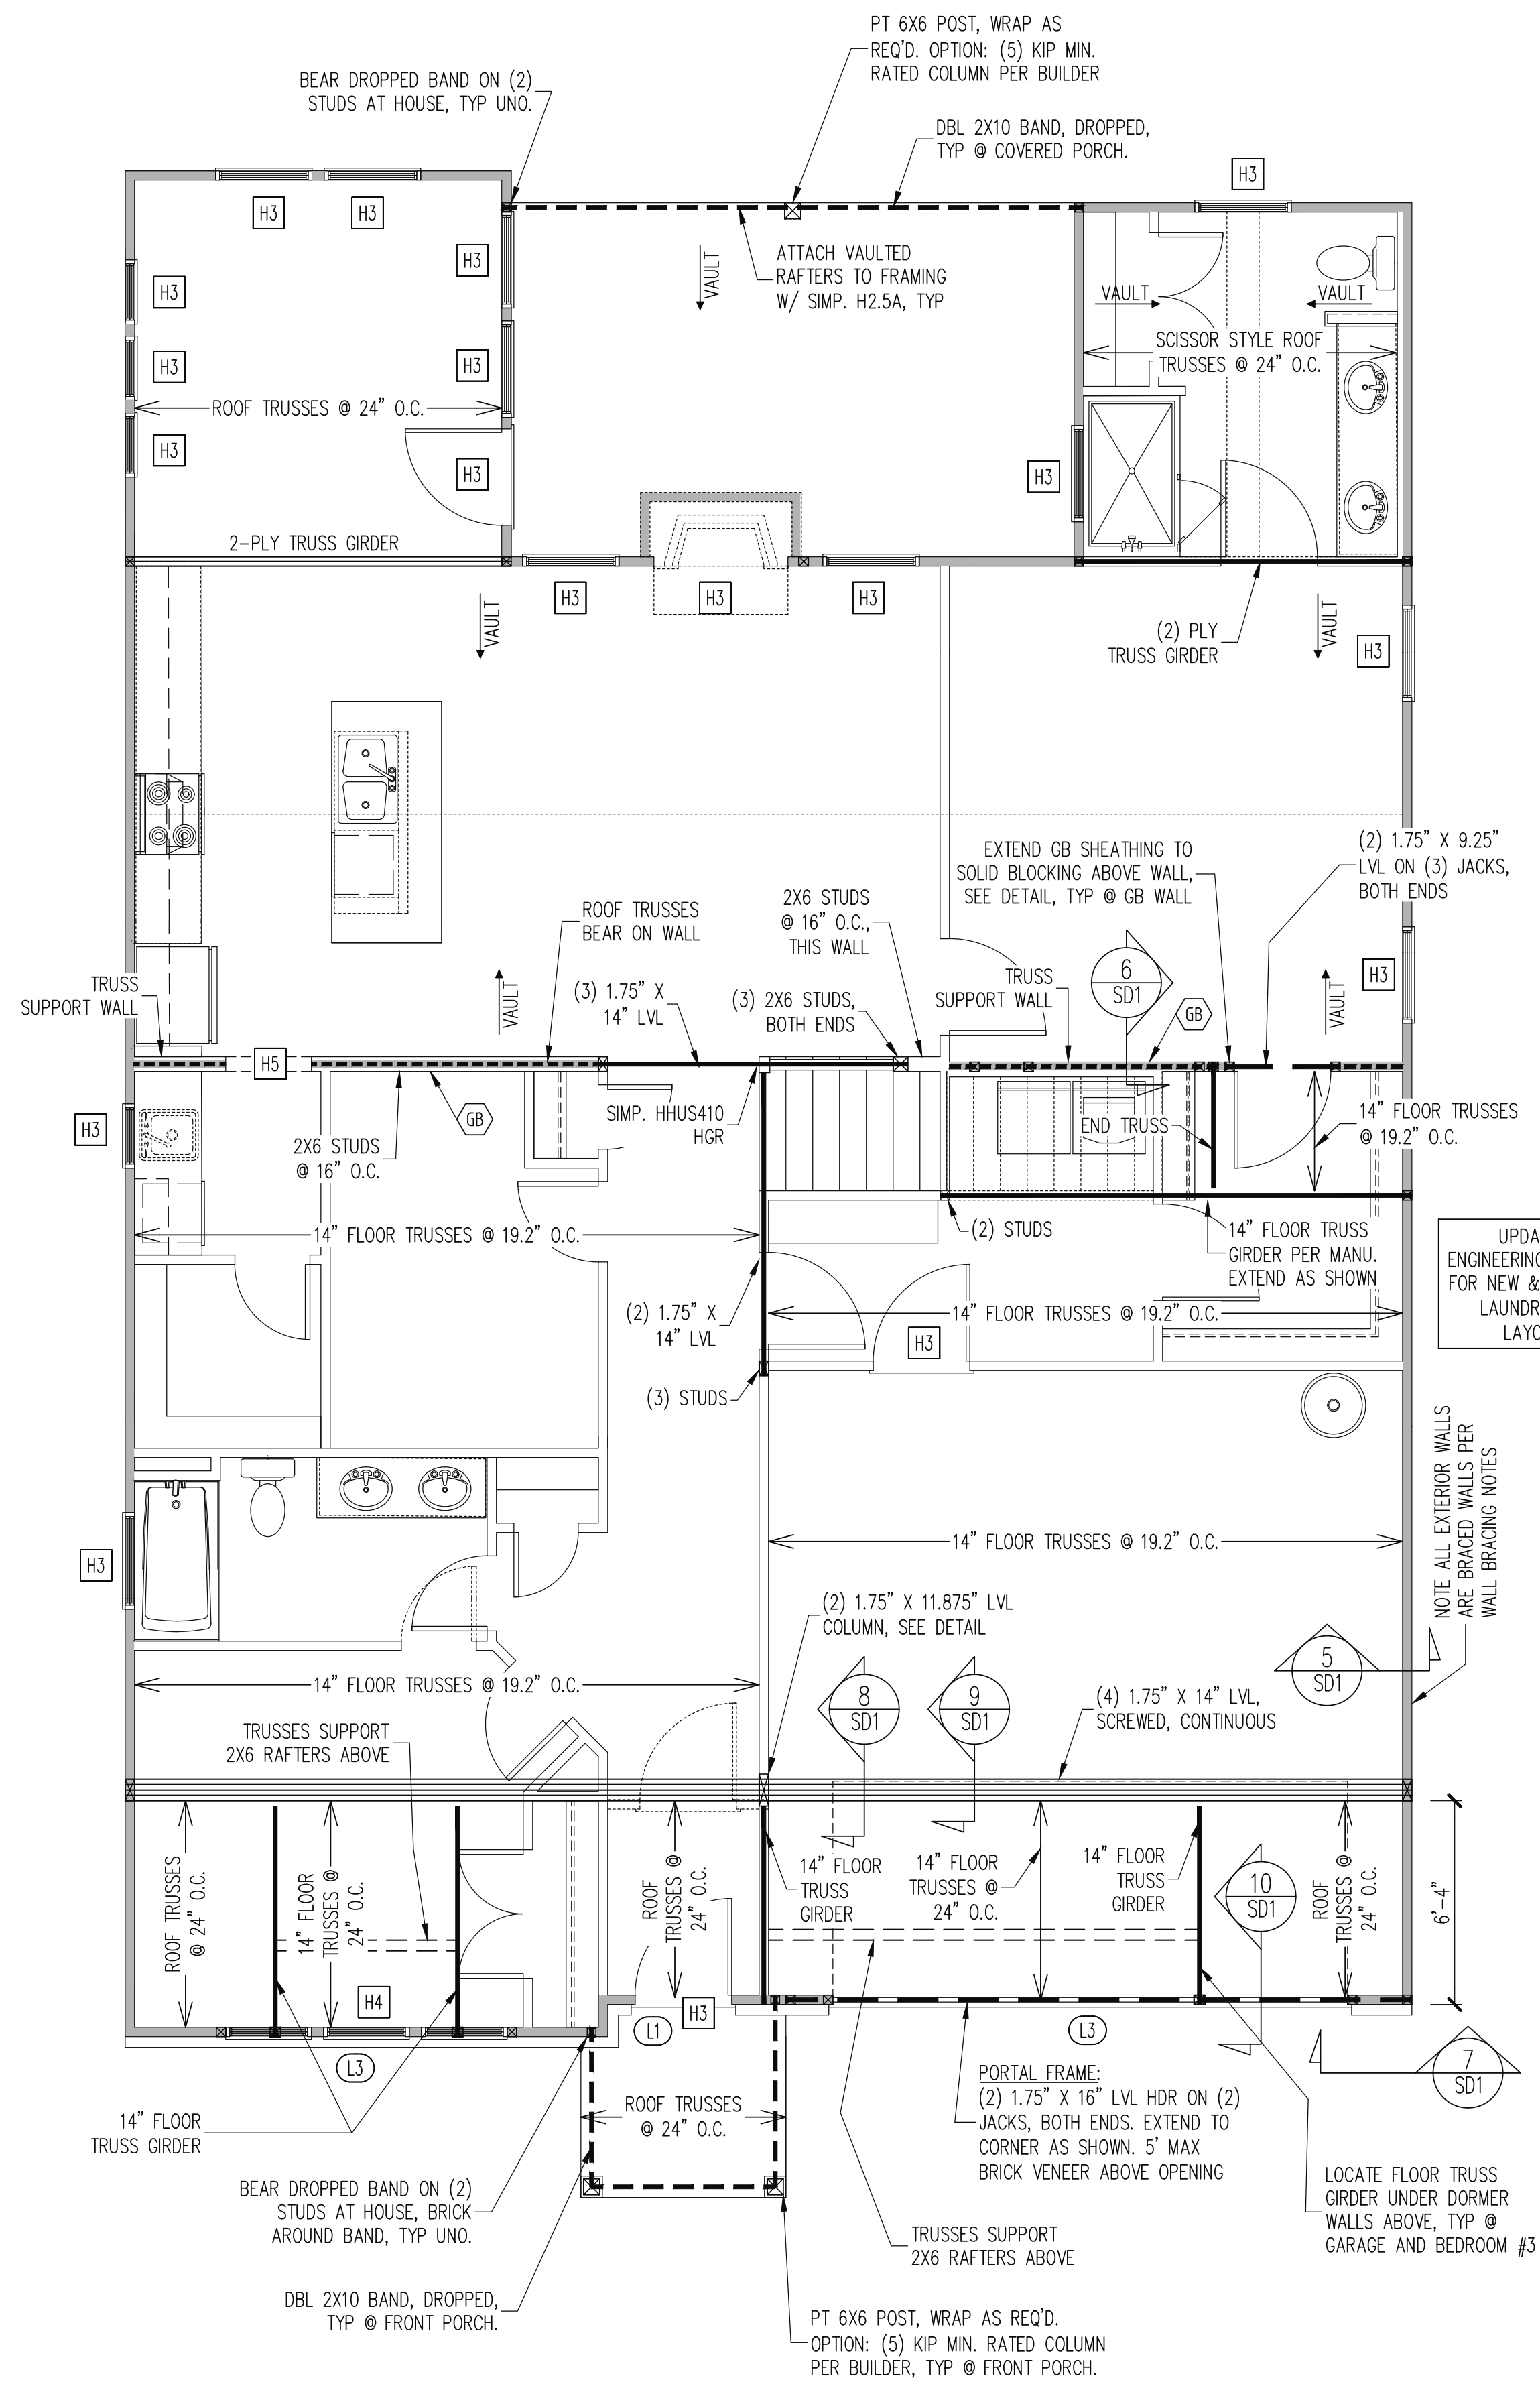 PT 6X6 POST, WRAP AS
REQ'D. OPTION: (5) KIP MIN.
RATED COLUMN PER BUILDER
BEAR DROPPED BAND ON (2)
STUDS AT HOUSE, TYP UNO.
DBL 2X10 BAND, DROPPED,
TYP @ COVERED PORCH.
H3
H3
H3
H3
VAULT
ATTACH VAULTED
RAFTERS TO FRAMING
W/ SIMP. H2.5A, TYP
H3
VAULT
VAULT
SCISSOR STYLE ROOF
TRUSSES @ 24" O.C.
H3
H3
ROOF TRUSSES @ 24" O.C.
H3
H3
H3
2-PLY TRUSS GIRDER
H3
H3
H3
VAULT
VAULT
(2) PLY
TRUSS GIRDER
H3
EXTEND GB SHEATHING TO
SOLID BLOCKING ABOVE WALL,
SEE DETAIL, TYP @ GB WALL
(2) 1.75" X 9.25"
LVL ON (3) JACKS,
BOTH ENDS
ROOF TRUSSES
BEAR ON WALL
2X6 STUDS
@ 16" O.C.,
THIS WALL
TRUSS
SUPPORT WALL
VAULT
(3) 1.75" X
14" LVL
(3) 2X6 STUDS,
BOTH ENDS
TRUSS
SUPPORT WALL
6
SD1
GB
VAULT
H3
H5
H3
2X6 STUDS
@ 16" O.C.
GB
SIMP. HHUS410
HGR
END TRUSS
14" FLOOR TRUSSES
@ 19.2" O.C.
14" FLOOR TRUSSES @ 19.2" O.C.
(2) STUDS
14" FLOOR TRUSS
GIRDER PER MANU.
EXTEND AS SHOWN
UPDA
ENGINEERING
FOR NEW &
LAUNDR
LAYO
(2) 1.75" X
14" LVL
14" FLOOR TRUSSES @ 19.2" O.C.
H3
(3) STUDS
NOTE ALL EXTERIOR WALLS
ARE BRACED WALLS PER
WALL BRACING NOTES
H3
14" FLOOR TRUSSES @ 19.2" O.C.
(2) 1.75" X 11.875" LVL
COLUMN, SEE DETAIL
5
SD1
14" FLOOR TRUSSES @ 19.2" O.C.
8
SD1
9
SD1
(4) 1.75" X 14" LVL,
SCREWED, CONTINUOUS
TRUSSES SUPPORT
2X6 RAFTERS ABOVE
ROOF TRUSSES
@ 24" O.C.
14" FLOOR
TRUSSES @
24" O.C.
ROOF
TRUSSES @
24" O.C.
14" FLOOR
TRUSS
GIRDER
14" FLOOR
TRUSSES @
24" O.C.
14" FLOOR
TRUSS
GIRDER
10
SD1
ROOF
TRUSSES @
24" O.C.
6'-4"
H4
H3
L1
L3
L3
7
SD1
PORTAL FRAME:
(2) 1.75" X 16" LVL HDR ON (2)
JACKS, BOTH ENDS. EXTEND TO
CORNER AS SHOWN. 5' MAX
BRICK VENEER ABOVE OPENING
14" FLOOR
TRUSS GIRDER
ROOF TRUSSES
@ 24" O.C.
BEAR DROPPED BAND ON (2)
STUDS AT HOUSE, BRICK
AROUND BAND, TYP UNO.
LOCATE FLOOR TRUSS
GIRDER UNDER DORMER
WALLS ABOVE, TYP @
GARAGE AND BEDROOM #3
TRUSSES SUPPORT
2X6 RAFTERS ABOVE
DBL 2X10 BAND, DROPPED,
TYP @ FRONT PORCH.
PT 6X6 POST, WRAP AS REQ'D.
OPTION: (5) KIP MIN. RATED COLUMN
PER BUILDER, TYP @ FRONT PORCH.